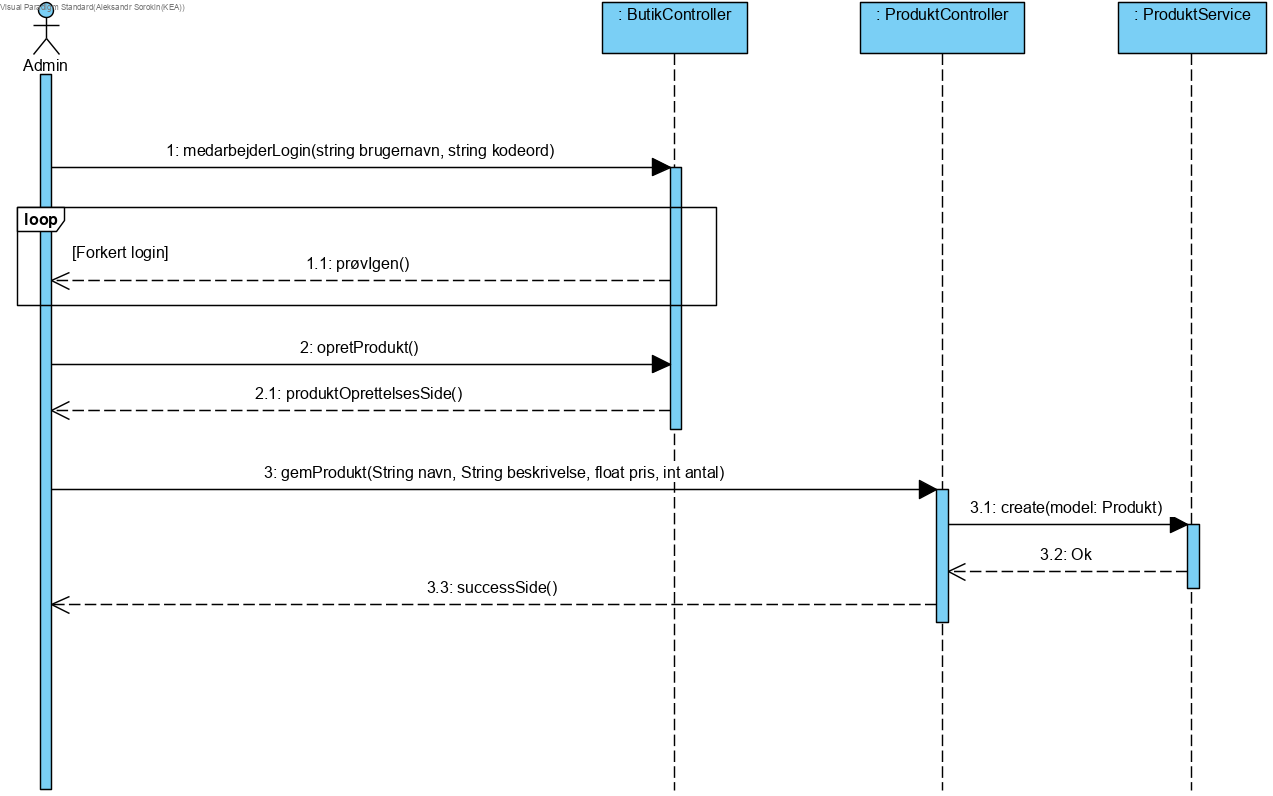 Visual Paradigm Standard(Aleksandr Sorokin(KEA))
: ButikController
: ProduktController
: ProduktService
Admin
1: medarbejderLogin(string brugernavn, string kodeord)
loop
[Forkert login]
1.1: prøvIgen()
2: opretProdukt()
2.1: produktOprettelsesSide()
3: gemProdukt(String navn, String beskrivelse, float pris, int antal)
3.1: create(model: Produkt)
3.2: Ok
3.3: successSide()